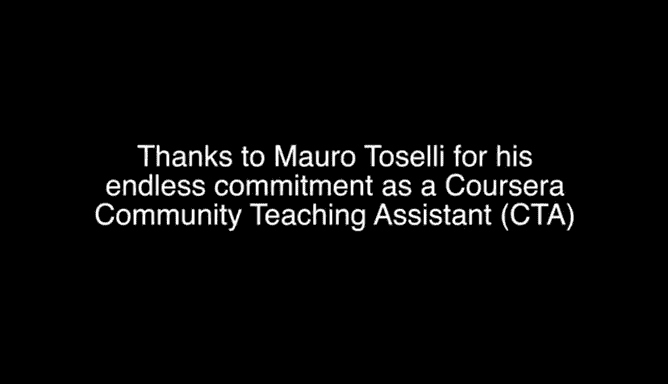 Thanks to Mauro Toselli for his
endless commitment as a Coursera
Community Teaching Assistant (CTA)